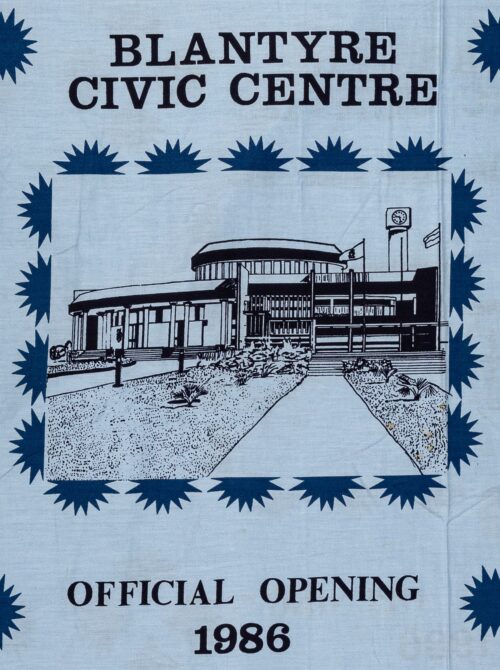 BLANTYRE
CIVIC CENTRE
OFFICIAL OPENING
1986